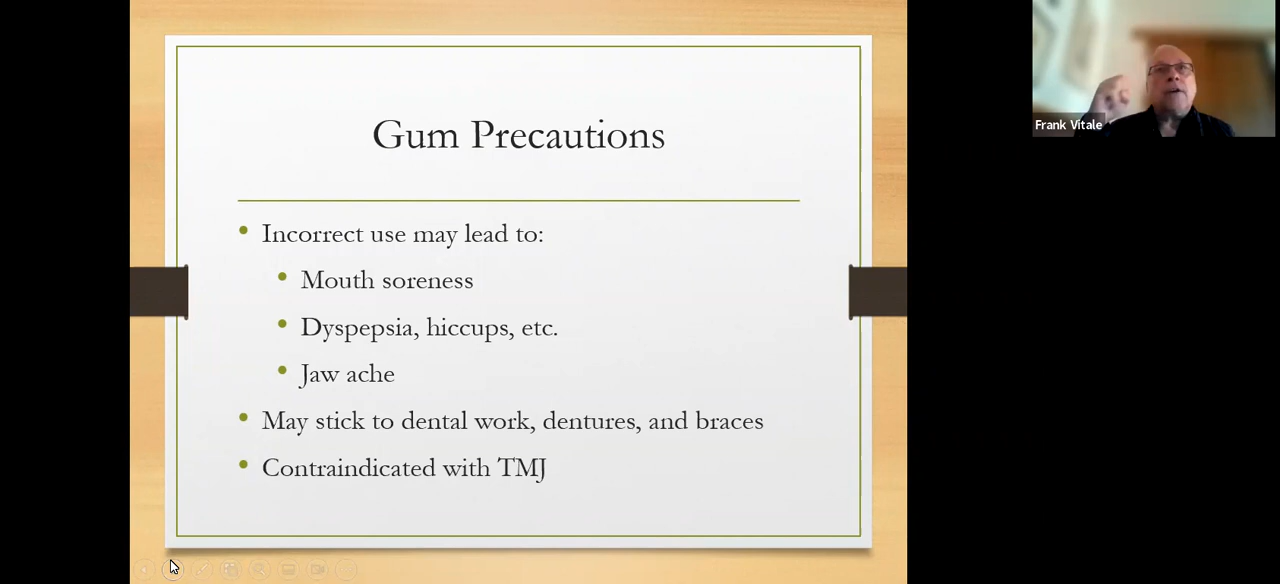 Gum Precautions
Incorrect use may lead to:
Mouth soreness
Dyspepsia, hiccups, etc.
Jaw ache
May stick to dental work, dentures, and braces
Contraindicated with TMJ
Frank Vitale